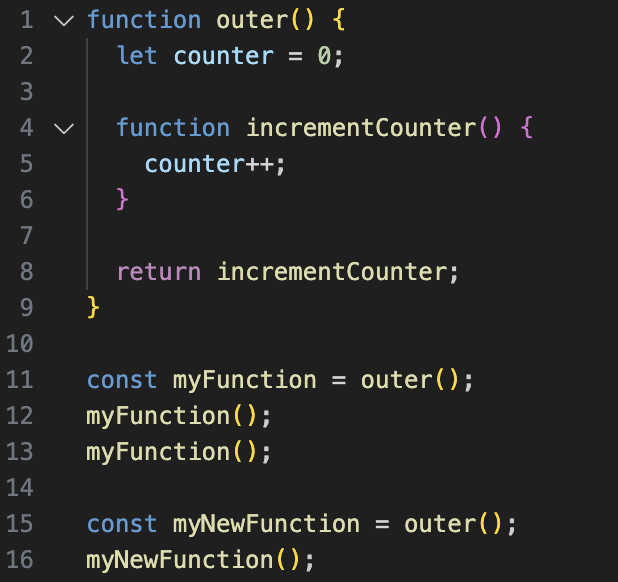 1 function outer() {
2   let counter = 0;
3
4   function incrementCounter() {
5     counter++;
6   }
7
8   return incrementCounter;
9 }
10
11 const myFunction = outer();
12 myFunction();
13 myFunction();
14
15 const myNewFunction = outer();
16 myNewFunction();